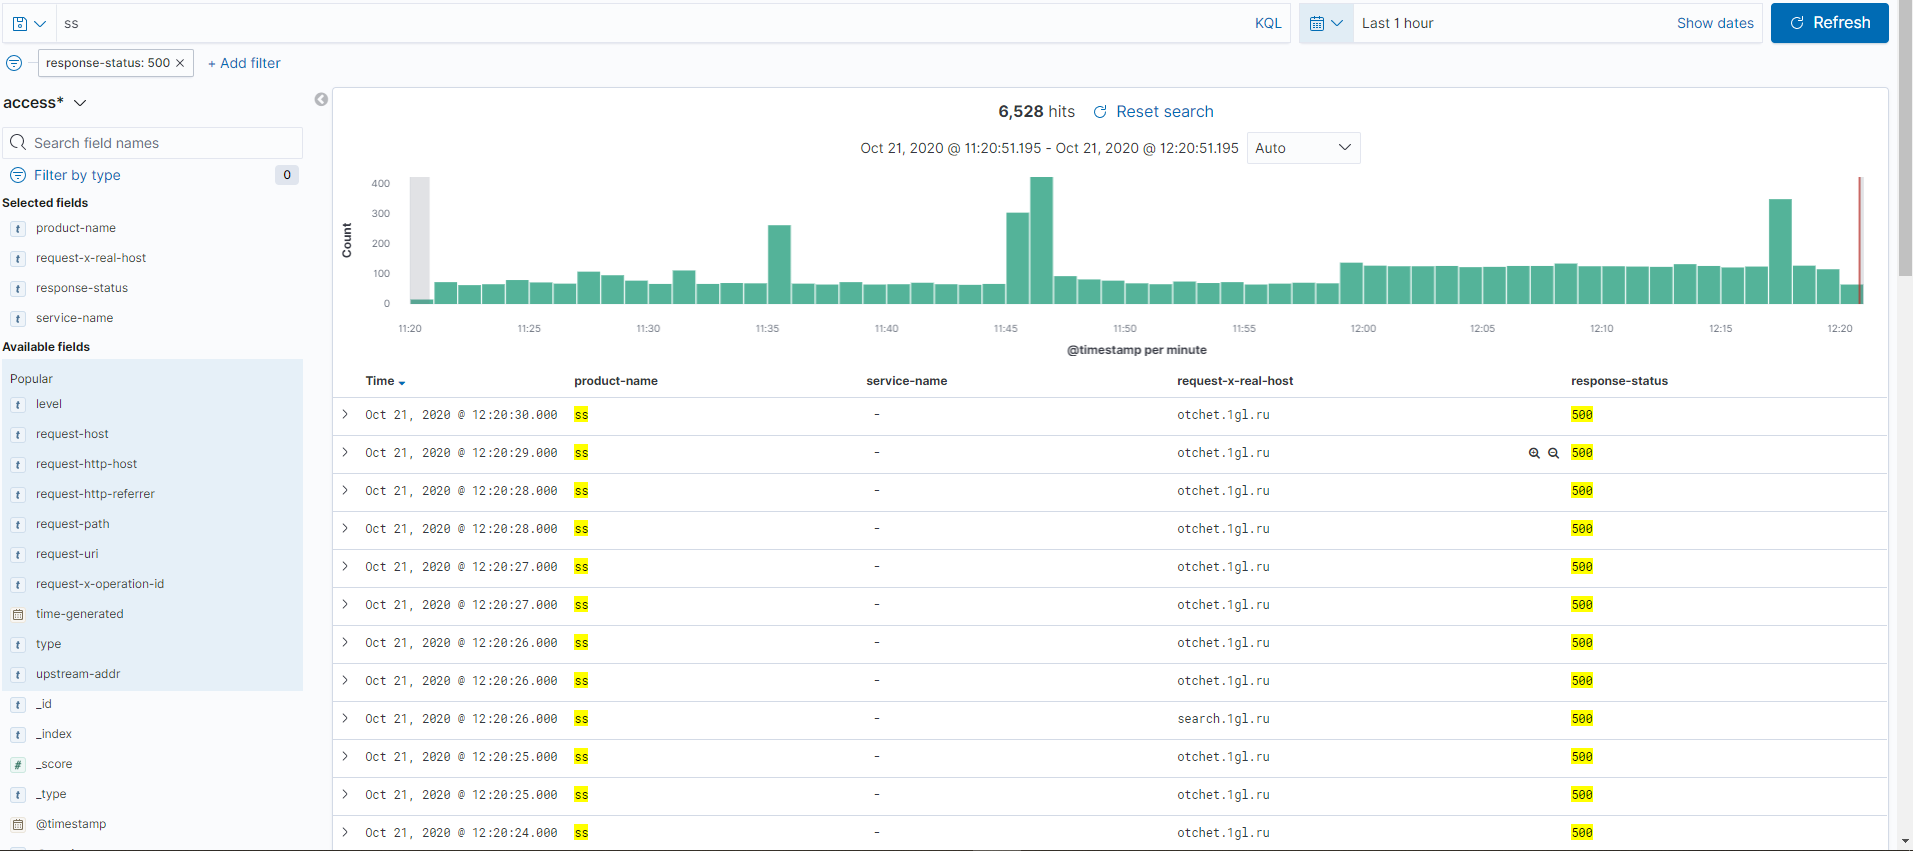 ss KQL Last 1 hour Show dates Refresh
response-status: 500 × + Add filter
access*
Search field names
Filter by type 0
Selected fields
t product-name
t request-x-real-host
t response-status
t service-name
Available fields
Popular
t level
t request-host
t request-http-host
t request-http-referrer
t request-path
t request-uri
t request-x-operation-id
time-generated
t type
t upstream-addr
t _id
t _index
# _score
t _type
@timestamp
6,528 hits Reset search
Oct 21, 2020 @ 11:20:51.195 - Oct 21, 2020 @ 12:20:51.195 Auto
Count
400
300
200
100
0
11:20 11:25 11:30 11:35 11:40 11:45 11:50 11:55 12:00 12:05 12:10 12:15 12:20
@timestamp per minute
Time product-name service-name request-x-real-host response-status
Oct 21, 2020 @ 12:20:30.000 ss - otchet.1gl.ru 500
Oct 21, 2020 @ 12:20:29.000 ss - otchet.1gl.ru 500
Oct 21, 2020 @ 12:20:28.000 ss - otchet.1gl.ru 500
Oct 21, 2020 @ 12:20:28.000 ss - otchet.1gl.ru 500
Oct 21, 2020 @ 12:20:27.000 ss - otchet.1gl.ru 500
Oct 21, 2020 @ 12:20:27.000 ss - otchet.1gl.ru 500
Oct 21, 2020 @ 12:20:26.000 ss - otchet.1gl.ru 500
Oct 21, 2020 @ 12:20:26.000 ss - otchet.1gl.ru 500
Oct 21, 2020 @ 12:20:26.000 ss - search.1gl.ru 500
Oct 21, 2020 @ 12:20:25.000 ss - otchet.1gl.ru 500
Oct 21, 2020 @ 12:20:25.000 ss - otchet.1gl.ru 500
Oct 21, 2020 @ 12:20:24.000 ss - otchet.1gl.ru 500